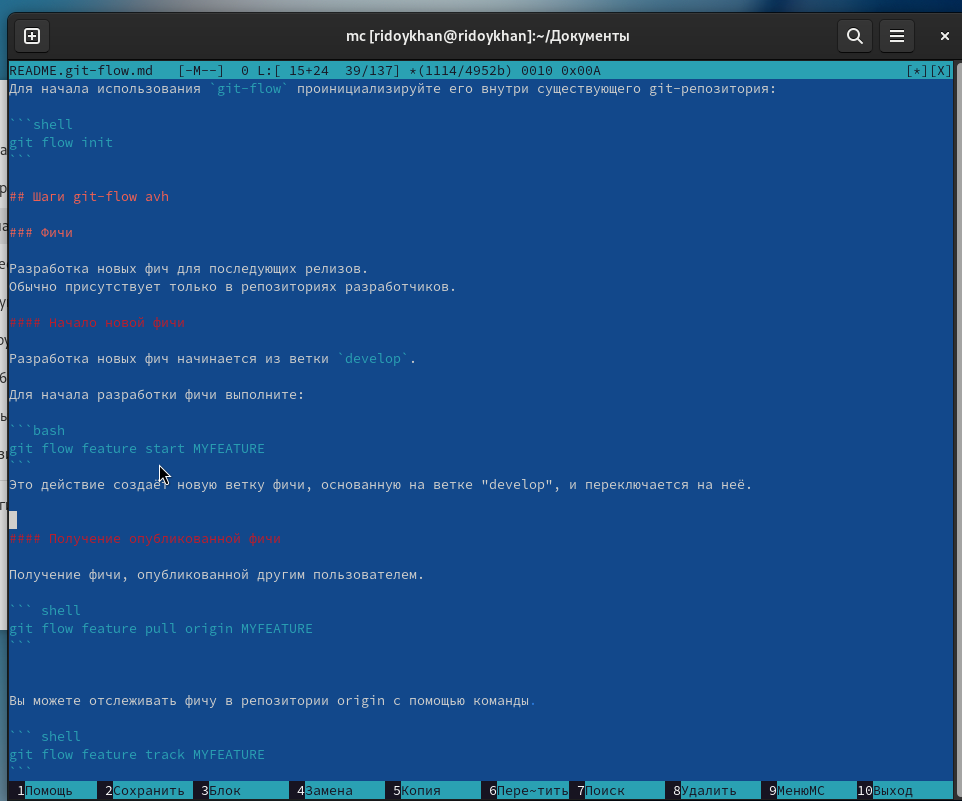 mc [ridoykhan@ridoykhan]:~/Документы
README.git-flow.md [-M--] 0 L:[ 15+24 39/137] *(1114/4952b) 0010 0x00A [*][X]
Для начала использования `git-flow` проинициализируйте его внутри существующего git-репозитория:
```shell
git flow init
```
## Шаги git-flow avh
### Фичи
Разработка новых фич для последующих релизов.
Обычно присутствует только в репозиториях разработчиков.
#### Начало новой фичи
Разработка новых фич начинается из ветки `develop`.
Для начала разработки фичи выполните:
```bash
git flow feature start MYFEATURE
```
Это действие создаёт новую ветку фичи, основанную на ветке "develop", и переключается на неё.
#### Получение опубликованной фичи
Получение фичи, опубликованной другим пользователем.
``` shell
git flow feature pull origin MYFEATURE
```
Вы можете отслеживать фичу в репозитории origin с помощью команды.
``` shell
git flow feature track MYFEATURE
```
1Помощь 2Сохранить 3Блок 4Замена 5Копия 6Пере~тить 7Поиск 8Удалить 9МенюMC 10Выход